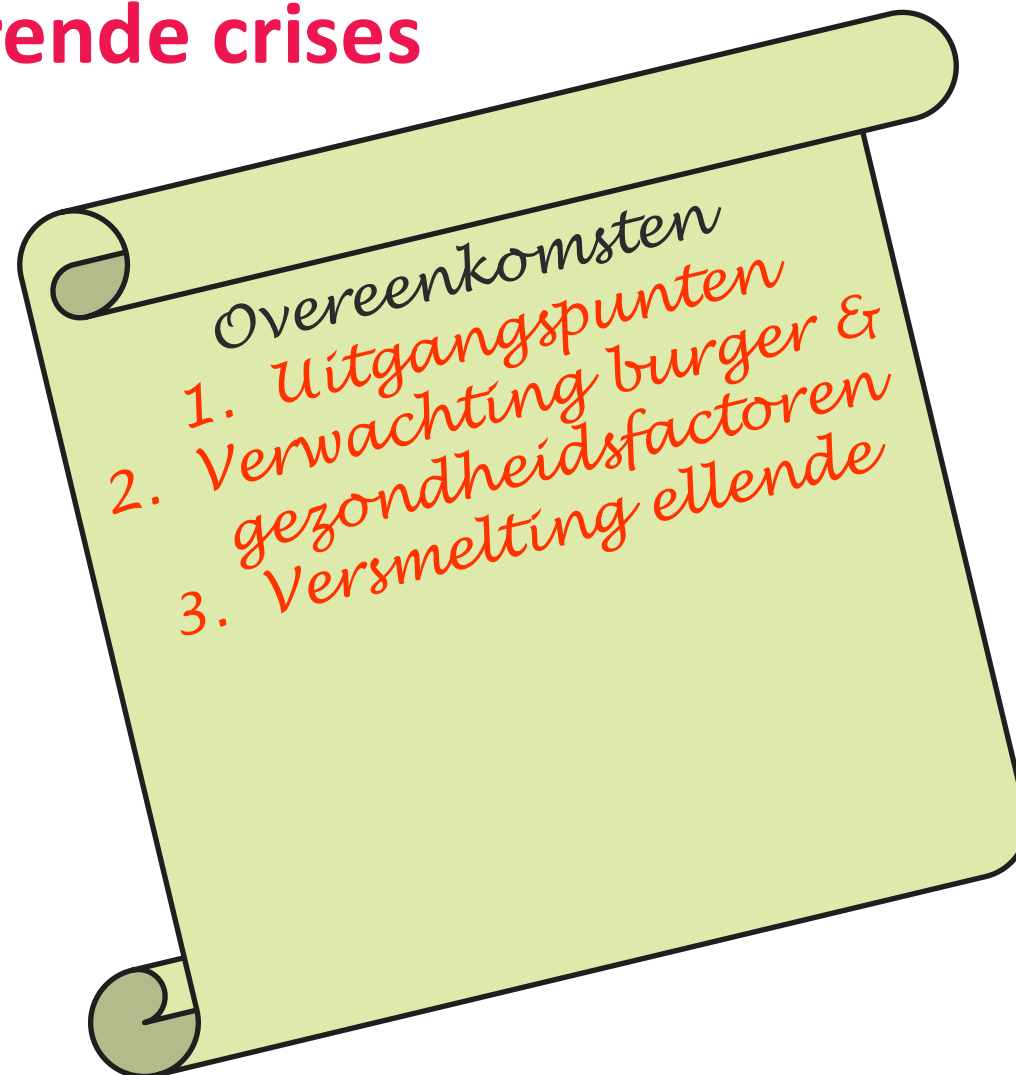 rende crises
Overeenkomsten
1. Uitgangspunten
2. Verwachting burger &
gezondheidsfactoren
3. Versmelting ellende